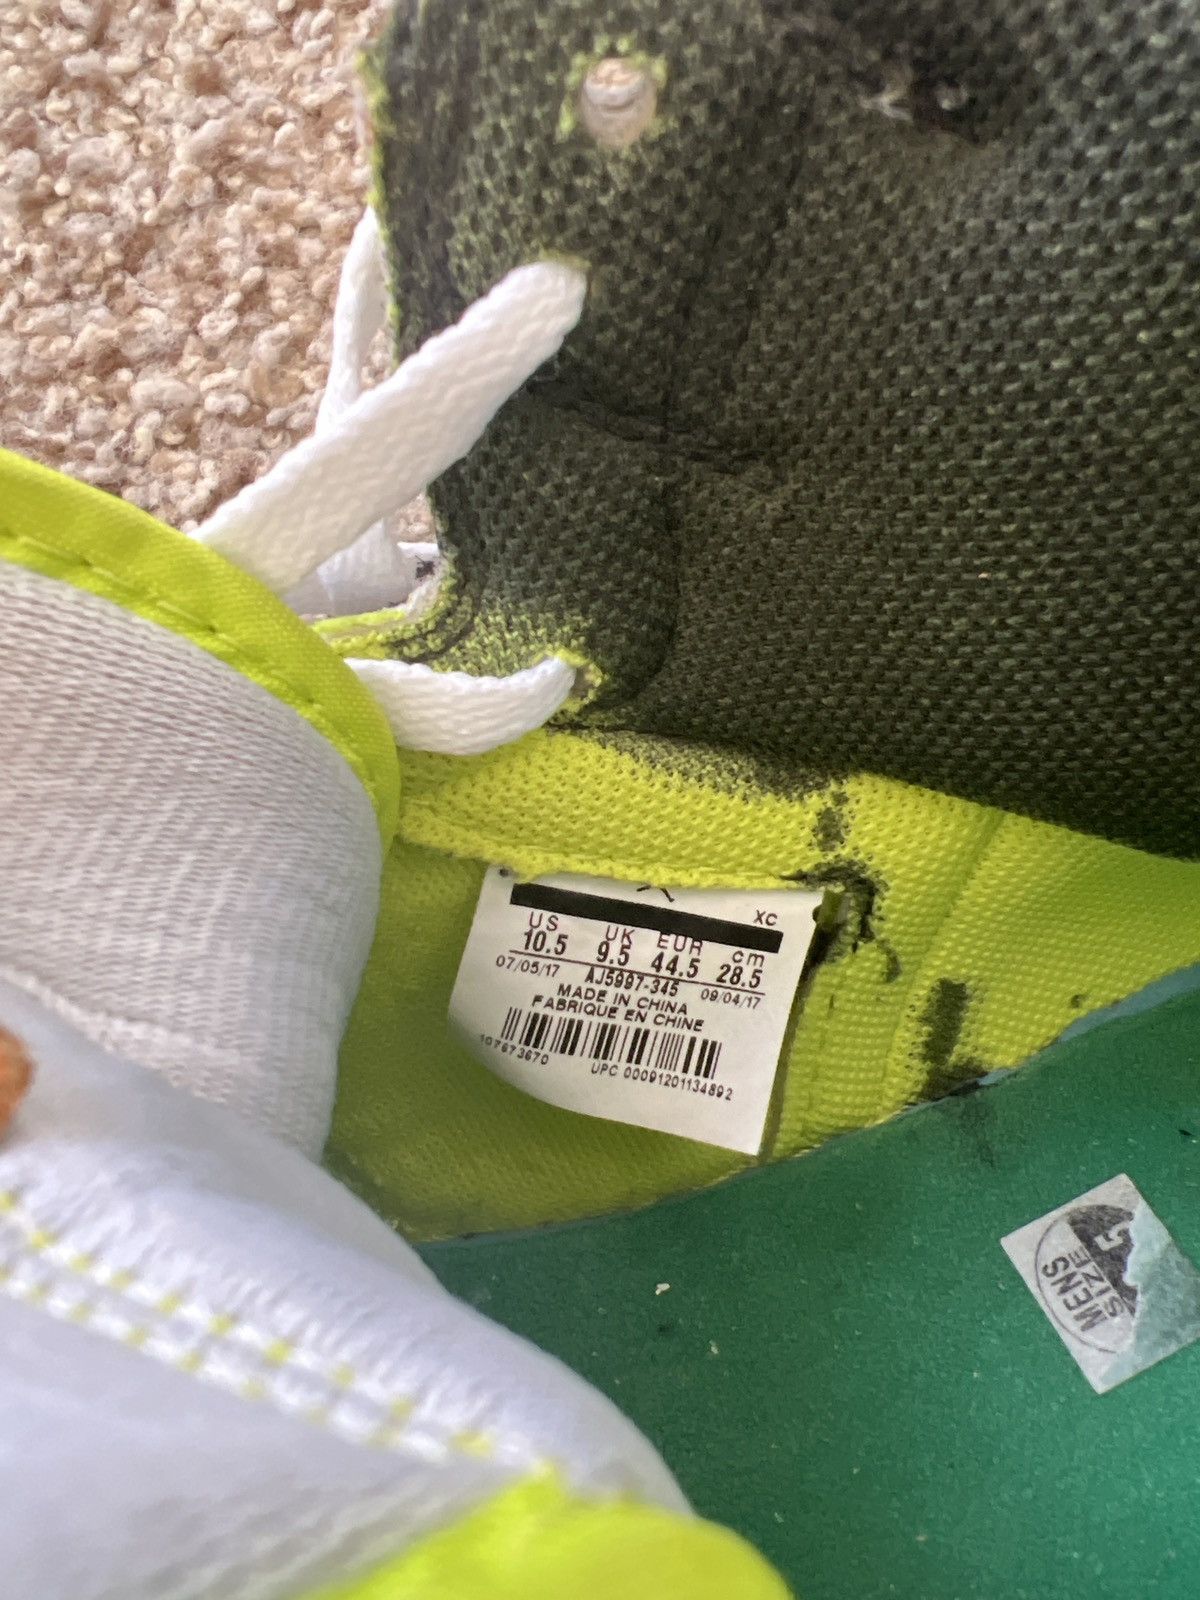 XC
US UK EUR cm
10.5 9.5 44.5 28.5
07/05/17 AJ5997-345 09/04/17
MADE IN CHINA
FABRIQUE EN CHINE
107673670 UPC 00091201134892
MENS
SIZE